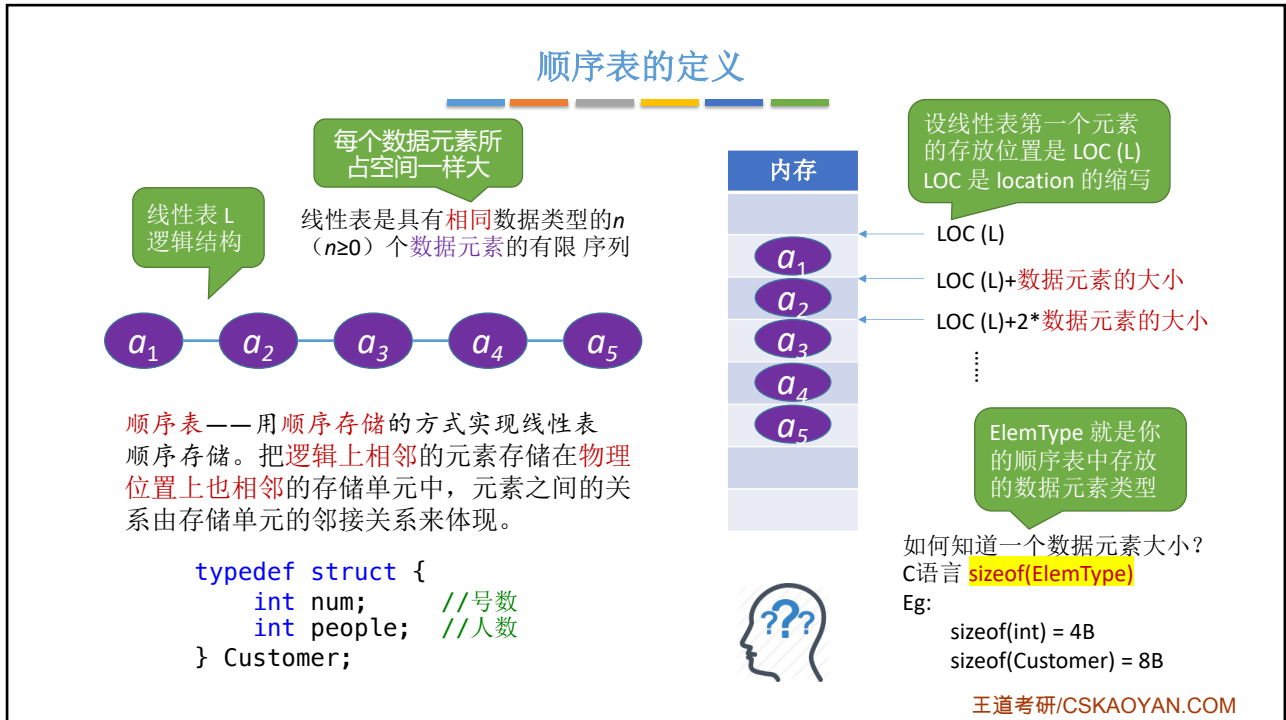 顺序表的定义
每个数据元素所
占空间一样大
线性表 L
逻辑结构
线性表是具有相同数据类型的n
（n≥0）个数据元素的有限 序列
a1
a2
a3
a4
a5
顺序表——用顺序存储的方式实现线性表
顺序存储。把逻辑上相邻的元素存储在物理
位置上也相邻的存储单元中，元素之间的关
系由存储单元的邻接关系来体现。
typedef struct {
int num; //号数
int people; //人数
} Customer;
内存
a1
a2
a3
a4
a5
设线性表第一个元素
的存放位置是 LOC (L)
LOC 是 location 的缩写
LOC (L)
LOC (L)+数据元素的大小
LOC (L)+2*数据元素的大小
……
ElemType 就是你
的顺序表中存放
的数据元素类型
如何知道一个数据元素大小？
C语言 sizeof(ElemType)
Eg:
sizeof(int) = 4B
sizeof(Customer) = 8B
???
王道考研/CSKAOYAN.COM